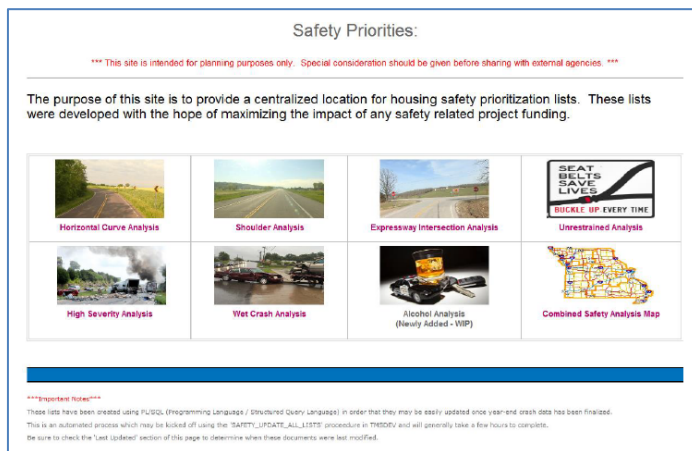 Safety Priorities:
*** This site is intended for planning purposes only. Special consideration should be given before sharing with external agencies. ***
The purpose of this site is to provide a centralized location for housing safety prioritization lists. These lists
were developed with the hope of maximizing the impact of any safety related project funding.
SEAT
BELTS
SAVE
LIVES
BUCKLE UP EVERY TIME
Horizontal Curve Analysis
Shoulder Analysis
Expressway Intersection Analysis
Unrestrained Analysis
High Severity Analysis
Wet Crash Analysis
Alcohol Analysis
(Newly Added - WIP)
Combined Safety Analysis Map
***Important Notes***
These lists have been created using PL/SQL (Programming Language / Structured Query Language) in order that they may be easily updated once year-end crash data has been finalized.
This is an automated process which may be kicked off using the 'SAFETY_UPDATE_ALL_LISTS' proceedure in TMSDEV and will generally take a few hours to complete.
Be sure to check the 'Last Updated' section of this page to determine when these documents were last modified.